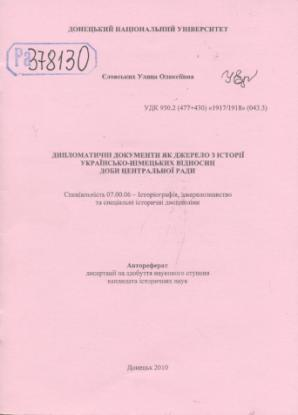 ДОНЕЦЬКИЙ НАЦІОНАЛЬНИЙ УНІВЕРСИТЕТ
Ра 378130
Єловських Уляна Олексіївна
УДК 930.2 (477+430) «1917/1918» (043.3)
ДИПЛОМАТИЧНІ ДОКУМЕНТИ ЯК ДЖЕРЕЛО З ІСТОРІЇ
УКРАЇНСЬКО-НІМЕЦЬКИХ ВІДНОСИН
ДОБИ ЦЕНТРАЛЬНОЇ РАДИ
Спеціальність 07.00.06 – Історіографія, джерелознавство
та спеціальні історичні дисципліни
Автореферат
дисертації на здобуття наукового ступеня
кандидата історичних наук
Донецьк 2010